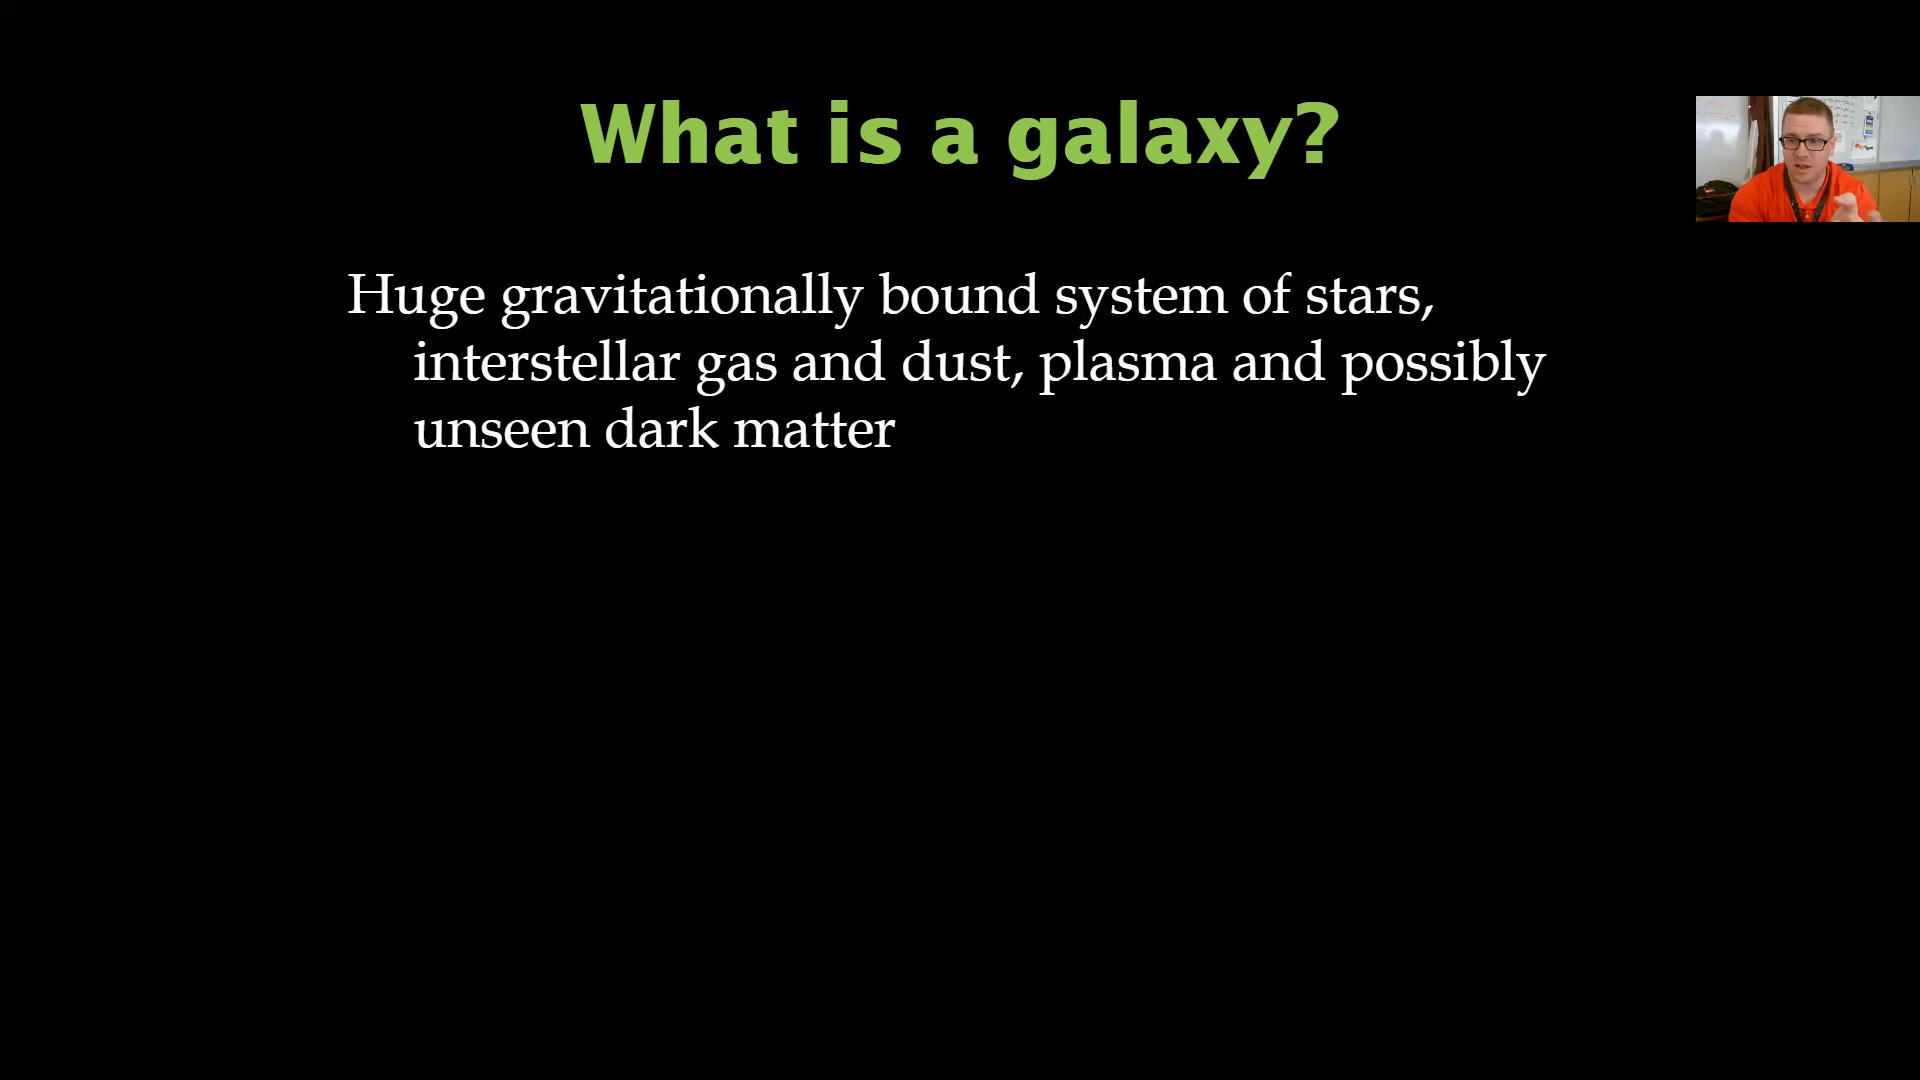 What is a galaxy?
Huge gravitationally bound system of stars,
interstellar gas and dust, plasma and possibly
unseen dark matter